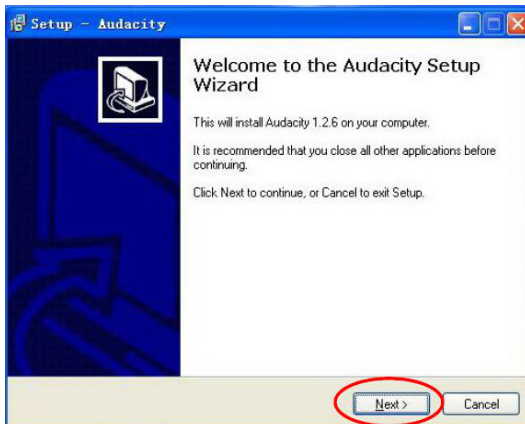 Setup - Audacity
Welcome to the Audacity Setup
Wizard
This will install Audacity 1.2.6 on your computer.
It is recommended that you close all other applications before
continuing.
Click Next to continue, or Cancel to exit Setup.
Next >
Cancel